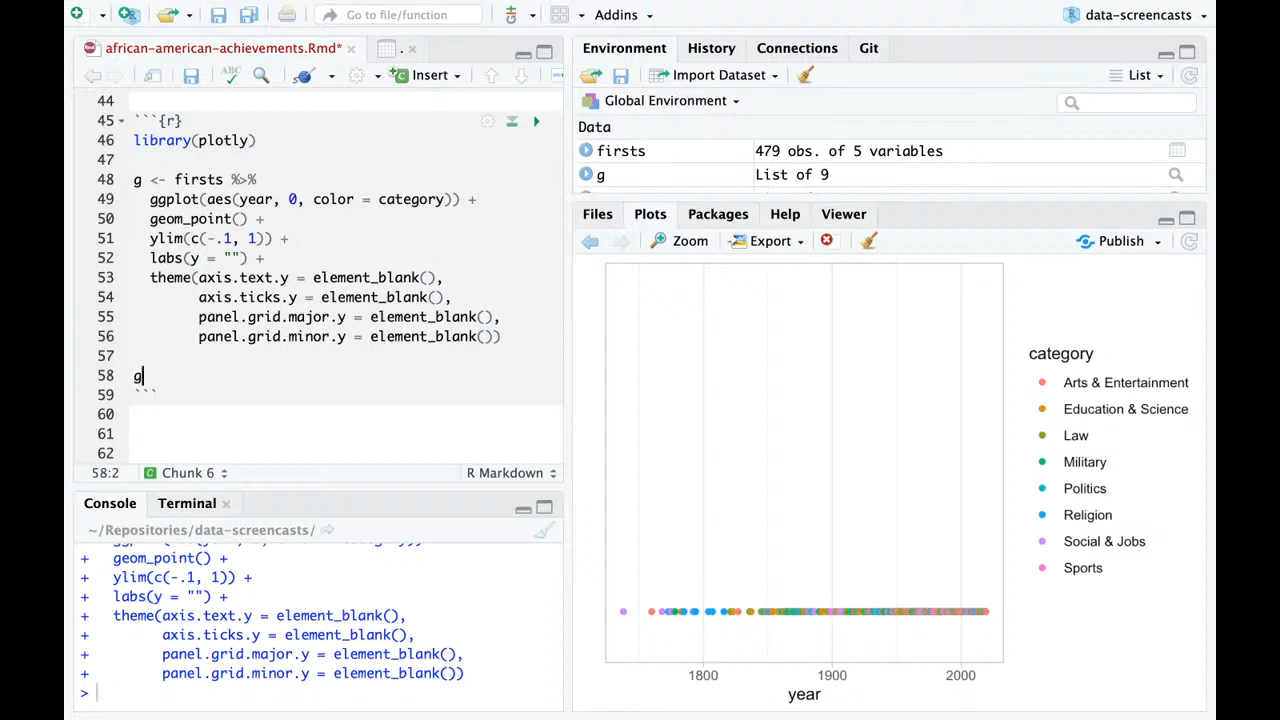 Go to file/function
Addins
data-screencasts
african-american-achievements.Rmd*
.
ABC
Insert
44
45 ```{r}
46 library(plotly)
47
48 g <- firsts %>%
49 ggplot(aes(year, 0, color = category)) +
50 geom_point() +
51 ylim(c(-.1, 1)) +
52 labs(y = "") +
53 theme(axis.text.y = element_blank(),
54 axis.ticks.y = element_blank(),
55 panel.grid.major.y = element_blank(),
56 panel.grid.minor.y = element_blank())
57
58 g
59 ```
60
61
62
58:2 Chunk 6 R Markdown
Console Terminal
~/Repositories/data-screencasts/
+ geom_point() +
+ ylim(c(-.1, 1)) +
+ labs(y = "") +
+ theme(axis.text.y = element_blank(),
+ axis.ticks.y = element_blank(),
+ panel.grid.major.y = element_blank(),
+ panel.grid.minor.y = element_blank())
>
Environment History Connections Git
Import Dataset List
Global Environment
Data
firsts 479 obs. of 5 variables
g List of 9
Files Plots Packages Help Viewer
Zoom Export Publish
category
Arts & Entertainment
Education & Science
Law
Military
Politics
Religion
Social & Jobs
Sports
1800 1900 2000
year